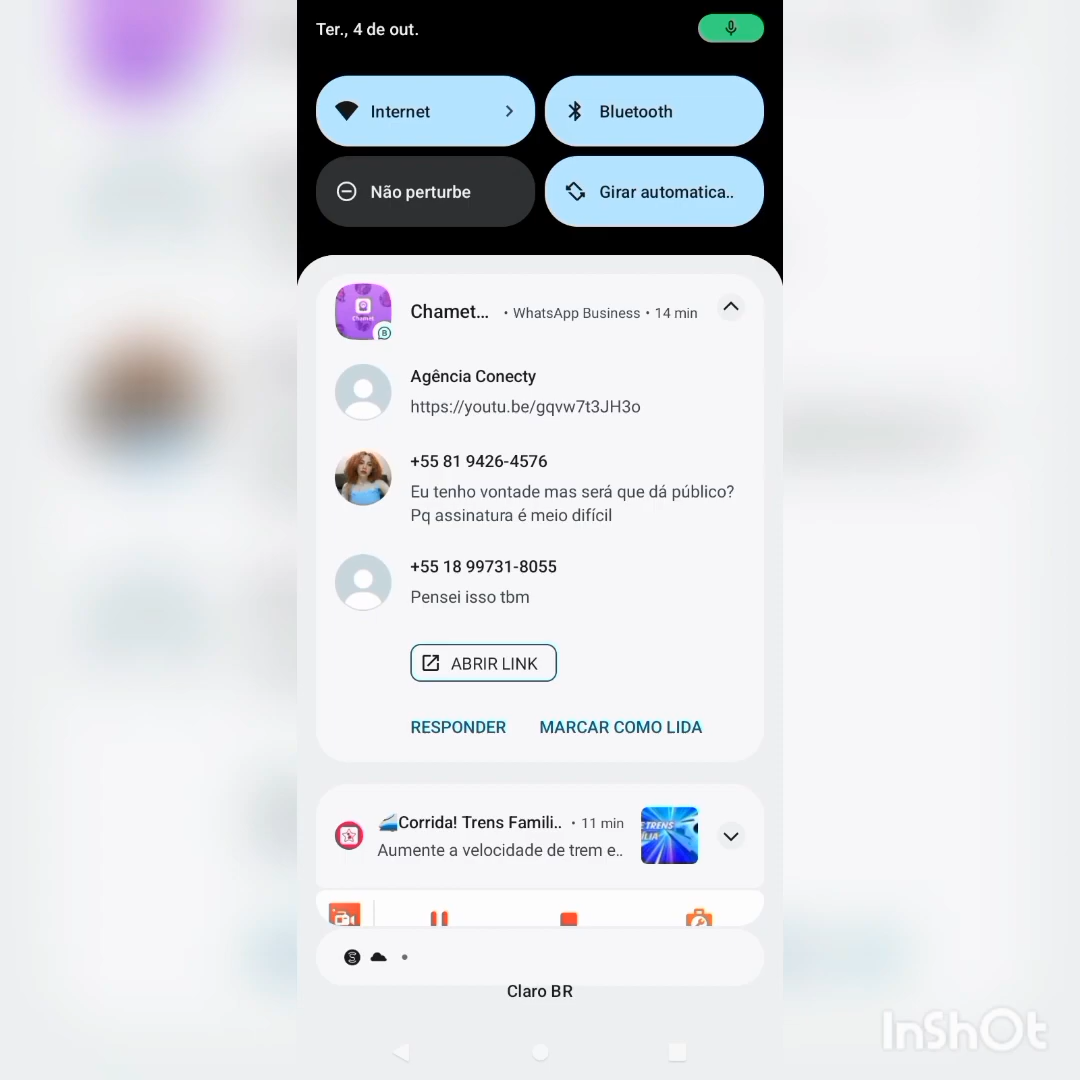 Ter., 4 de out.
Internet
Bluetooth
Não perturbe
Girar automatica..
Chamet
Chamet... • WhatsApp Business • 14 min
Agência Conecty
https://youtu.be/gqvw7t3JH3o
+55 81 9426-4576
Eu tenho vontade mas será que dá público?
Pq assinatura é meio difícil
+55 18 99731-8055
Pensei isso tbm
ABRIR LINK
RESPONDER
MARCAR COMO LIDA
🚄Corrida! Trens Famili.. • 11 min
Aumente a velocidade de trem e..
E TRENS
ÍLIA
Claro BR
InShOt